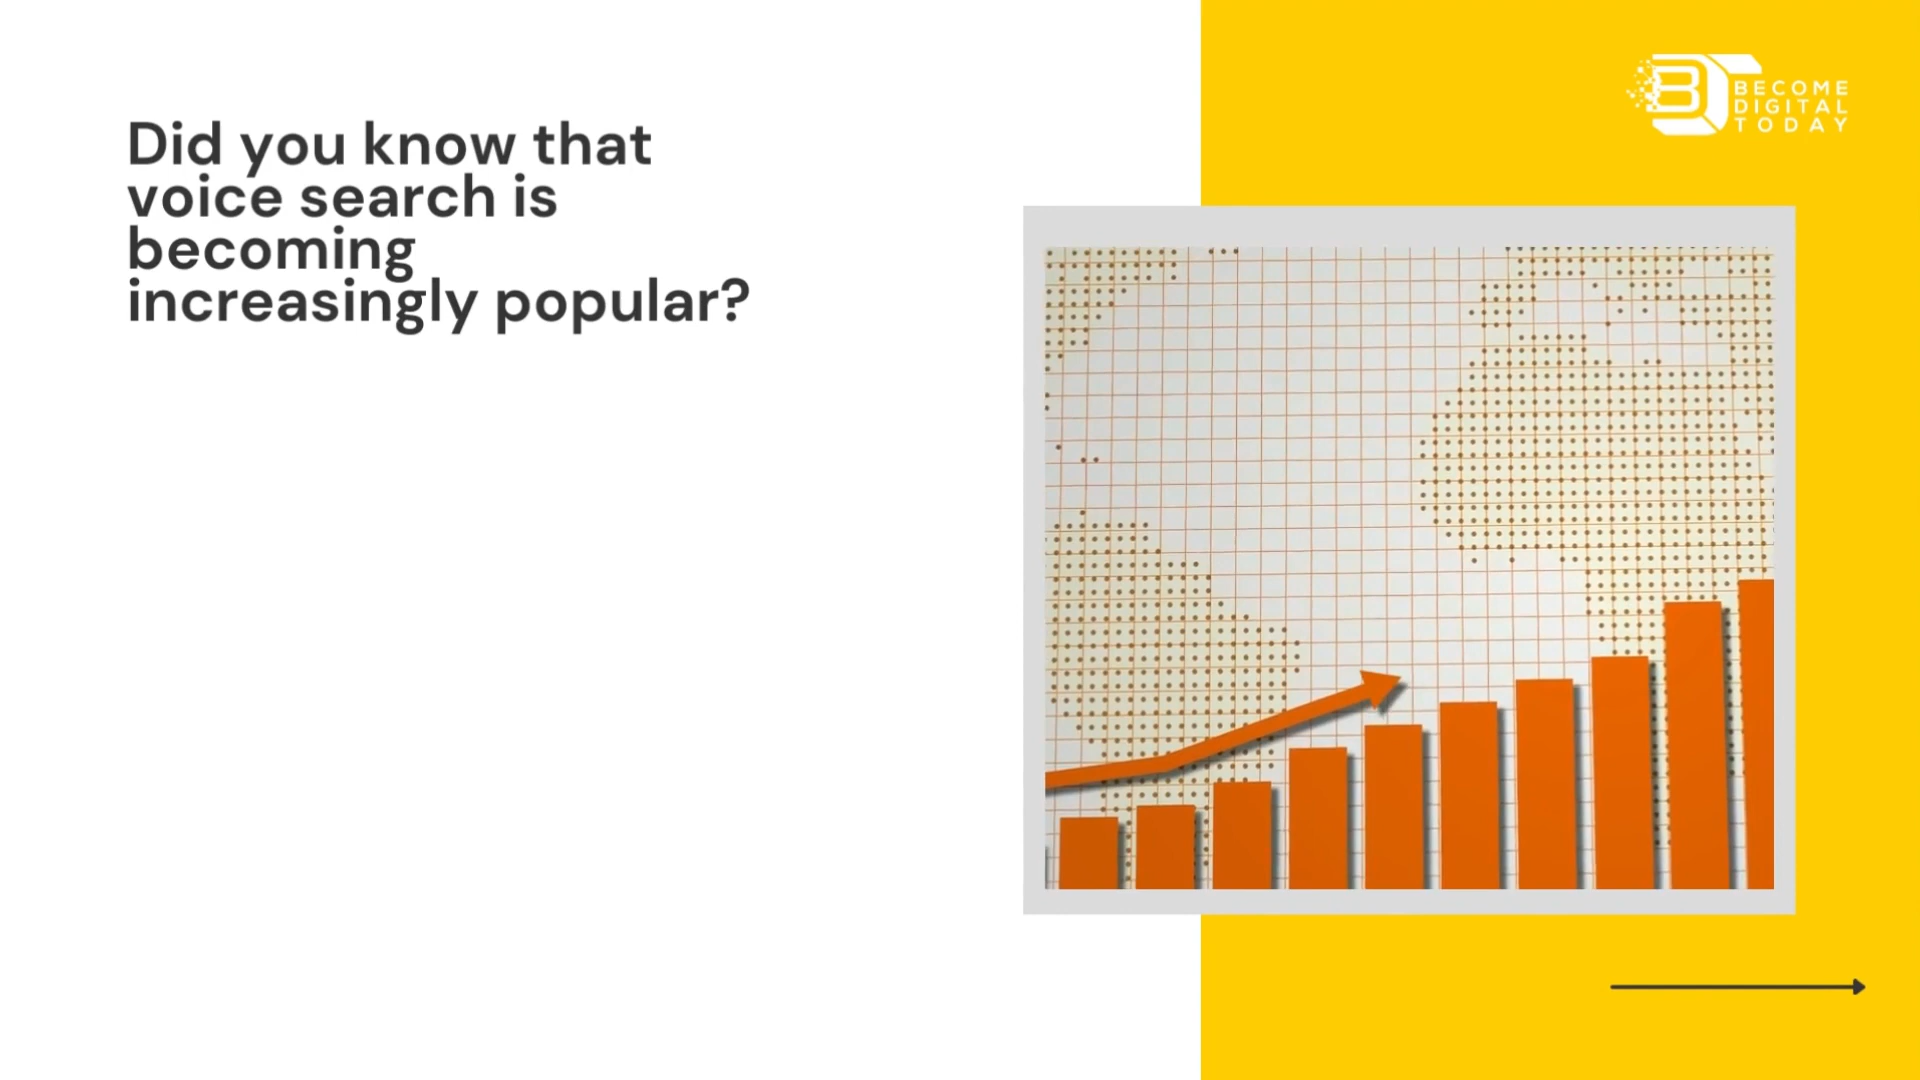 Did you know that
voice search is
becoming
increasingly popular?
BECOME
DIGITAL
TODAY